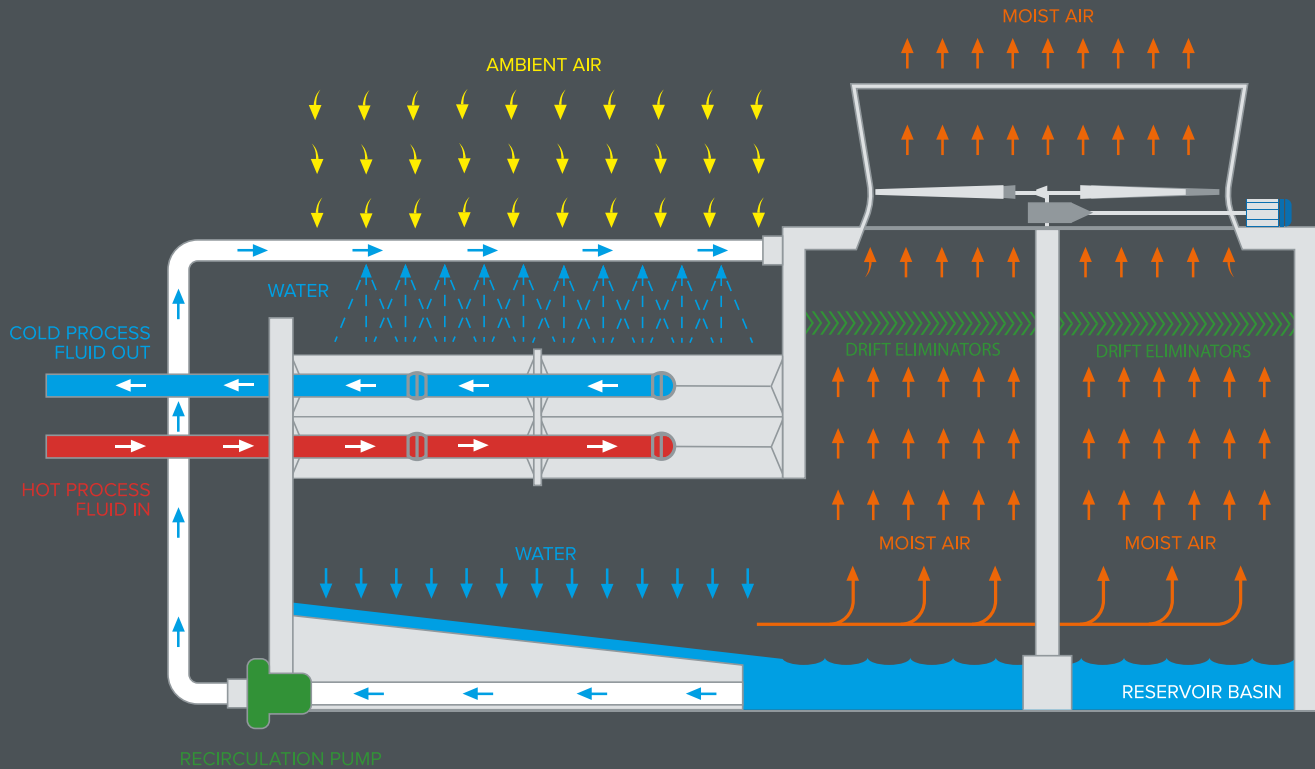 MOIST AIR
AMBIENT AIR
WATER
COLD PROCESS
FLUID OUT
DRIFT ELIMINATORS
DRIFT ELIMINATORS
HOT PROCESS
FLUID IN
WATER
MOIST AIR
MOIST AIR
RESERVOIR BASIN
RECIRCULATION PUMP